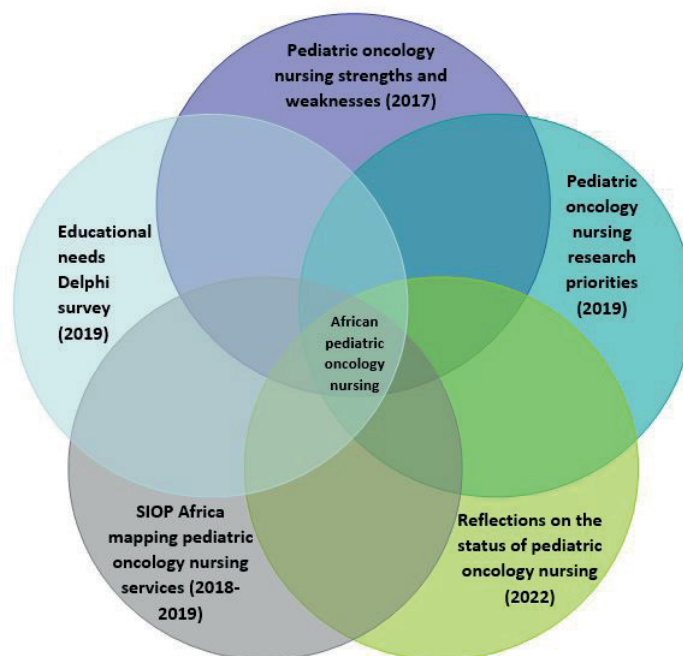 Pediatric oncology
nursing strengths and
weaknesses (2017)
Pediatric
oncology
nursing
research
priorities
(2019)
Educational
needs
Delphi
survey
(2019)
African
pediatric
oncology
nursing
SIOP Africa
mapping pediatric
oncology nursing
services (2018-
2019)
Reflections on the
status of pediatric
oncology nursing
(2022)